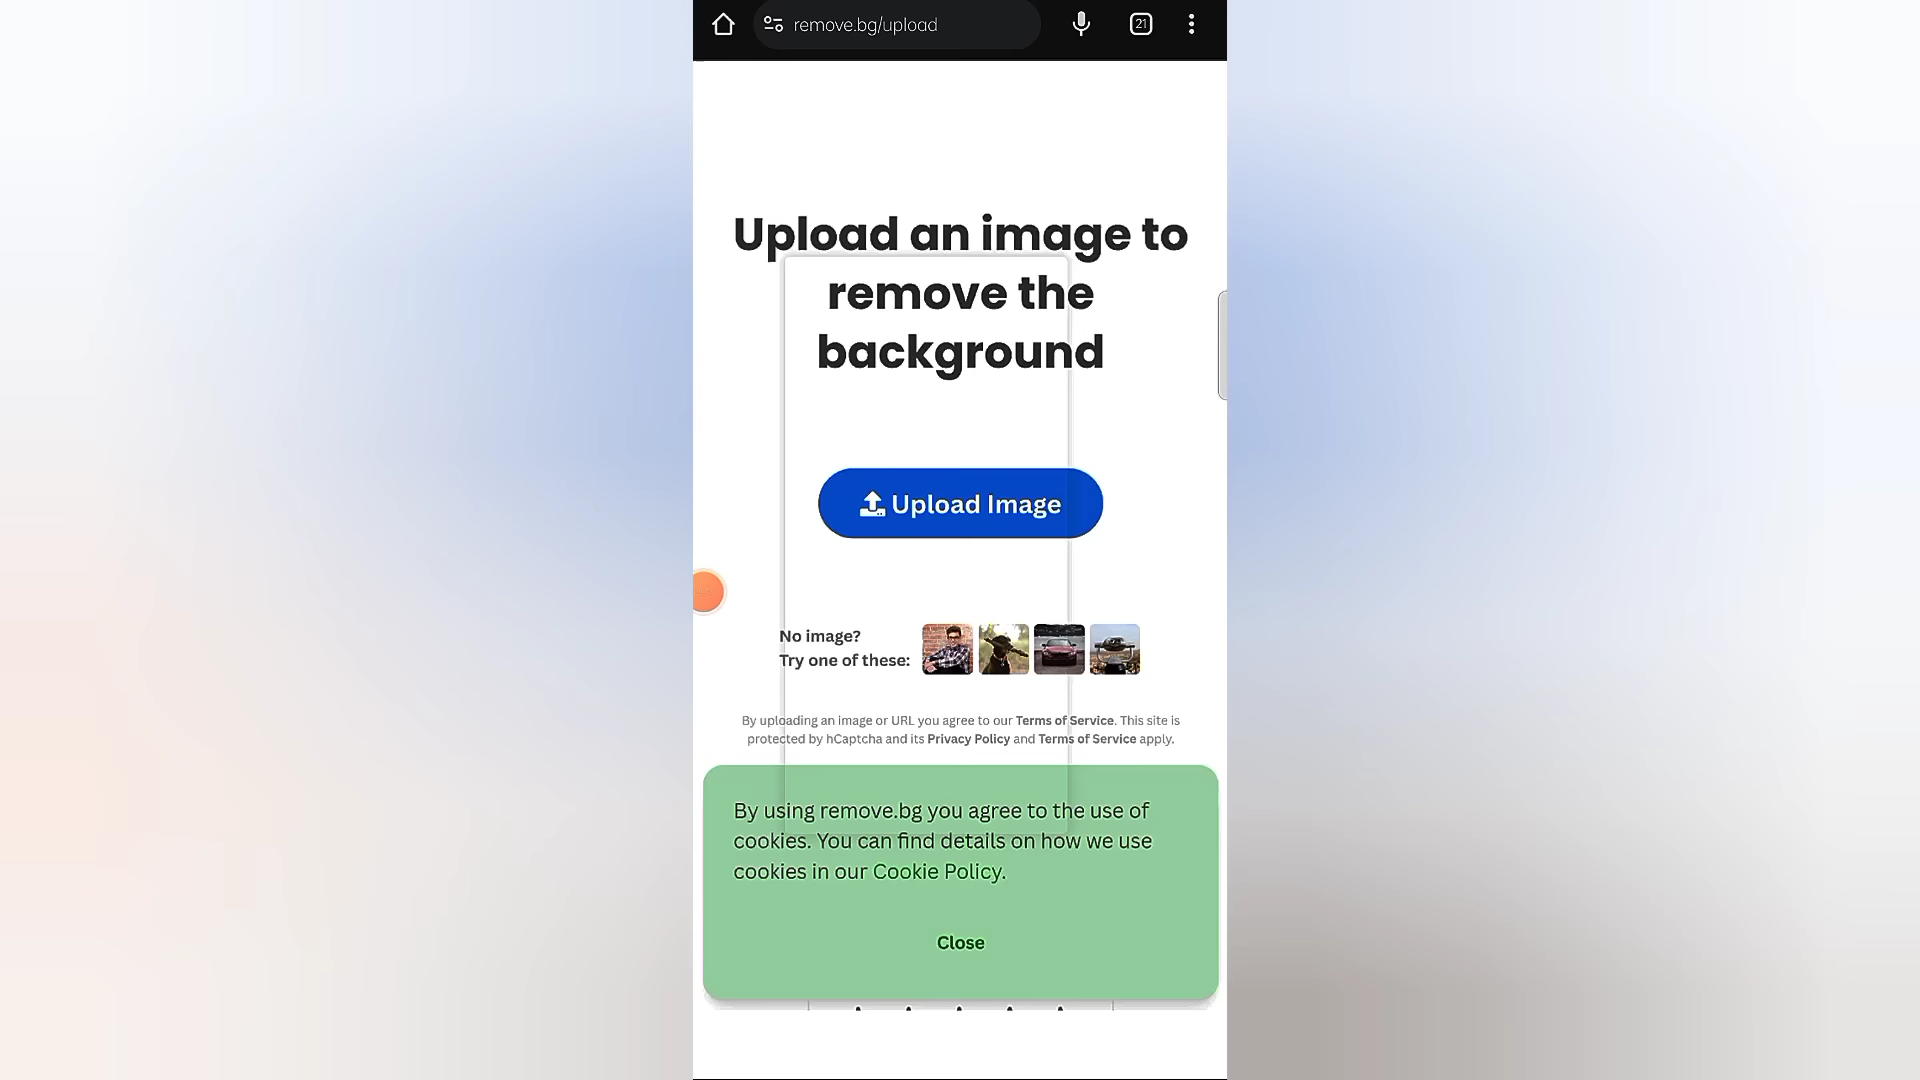 remove.bg/upload
21
Upload an image to
remove the
background
Upload Image
No image?
Try one of these:
By uploading an image or URL you agree to our Terms of Service. This site is
protected by hCaptcha and its Privacy Policy and Terms of Service apply.
By using remove.bg you agree to the use of
cookies. You can find details on how we use
cookies in our Cookie Policy.
Close